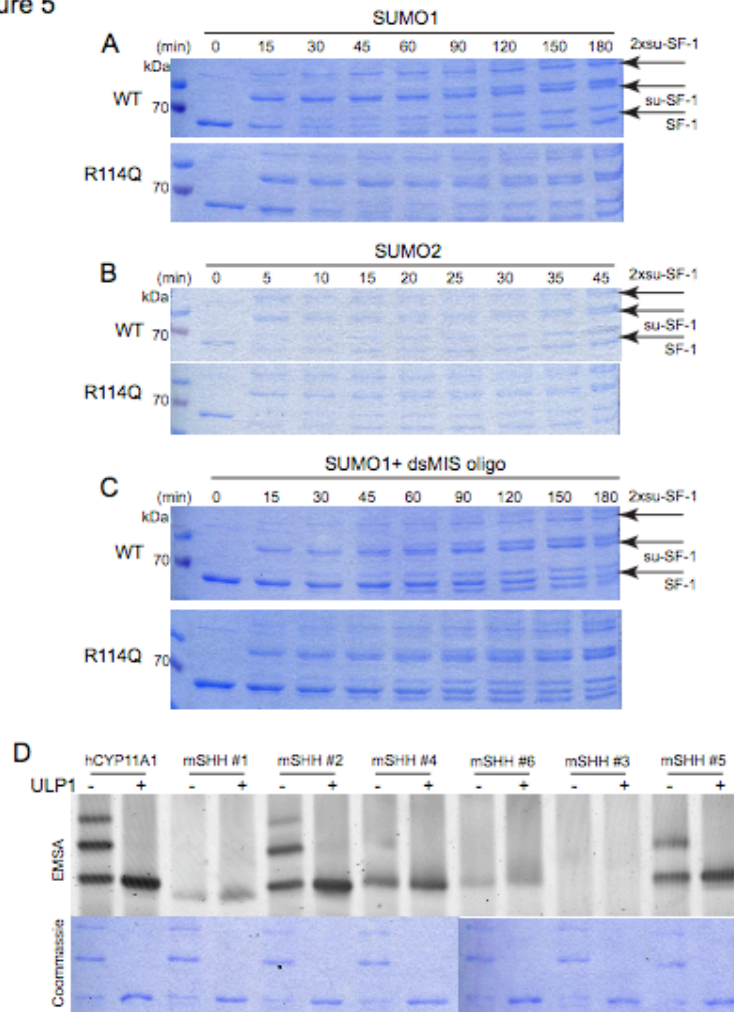 ure 5
SUMO1
A (min) 0 15 30 45 60 90 120 150 180 2xsu-SF-1
kDa
WT 70 su-SF-1
SF-1
R114Q 70
SUMO2
B (min) 0 5 10 15 20 25 30 35 45 2xsu-SF-1
kDa
WT 70 su-SF-1
SF-1
R114Q 70
SUMO1+ dsMIS oligo
C (min) 0 15 30 45 60 90 120 150 180 2xsu-SF-1
kDa
WT 70 su-SF-1
SF-1
R114Q 70
D hCYP11A1 mSHH #1 mSHH #2 mSHH #4 mSHH #6 mSHH #3 mSHH #5
ULP1 - + - + - + - + - + - + - +
EMSA
Coommassie